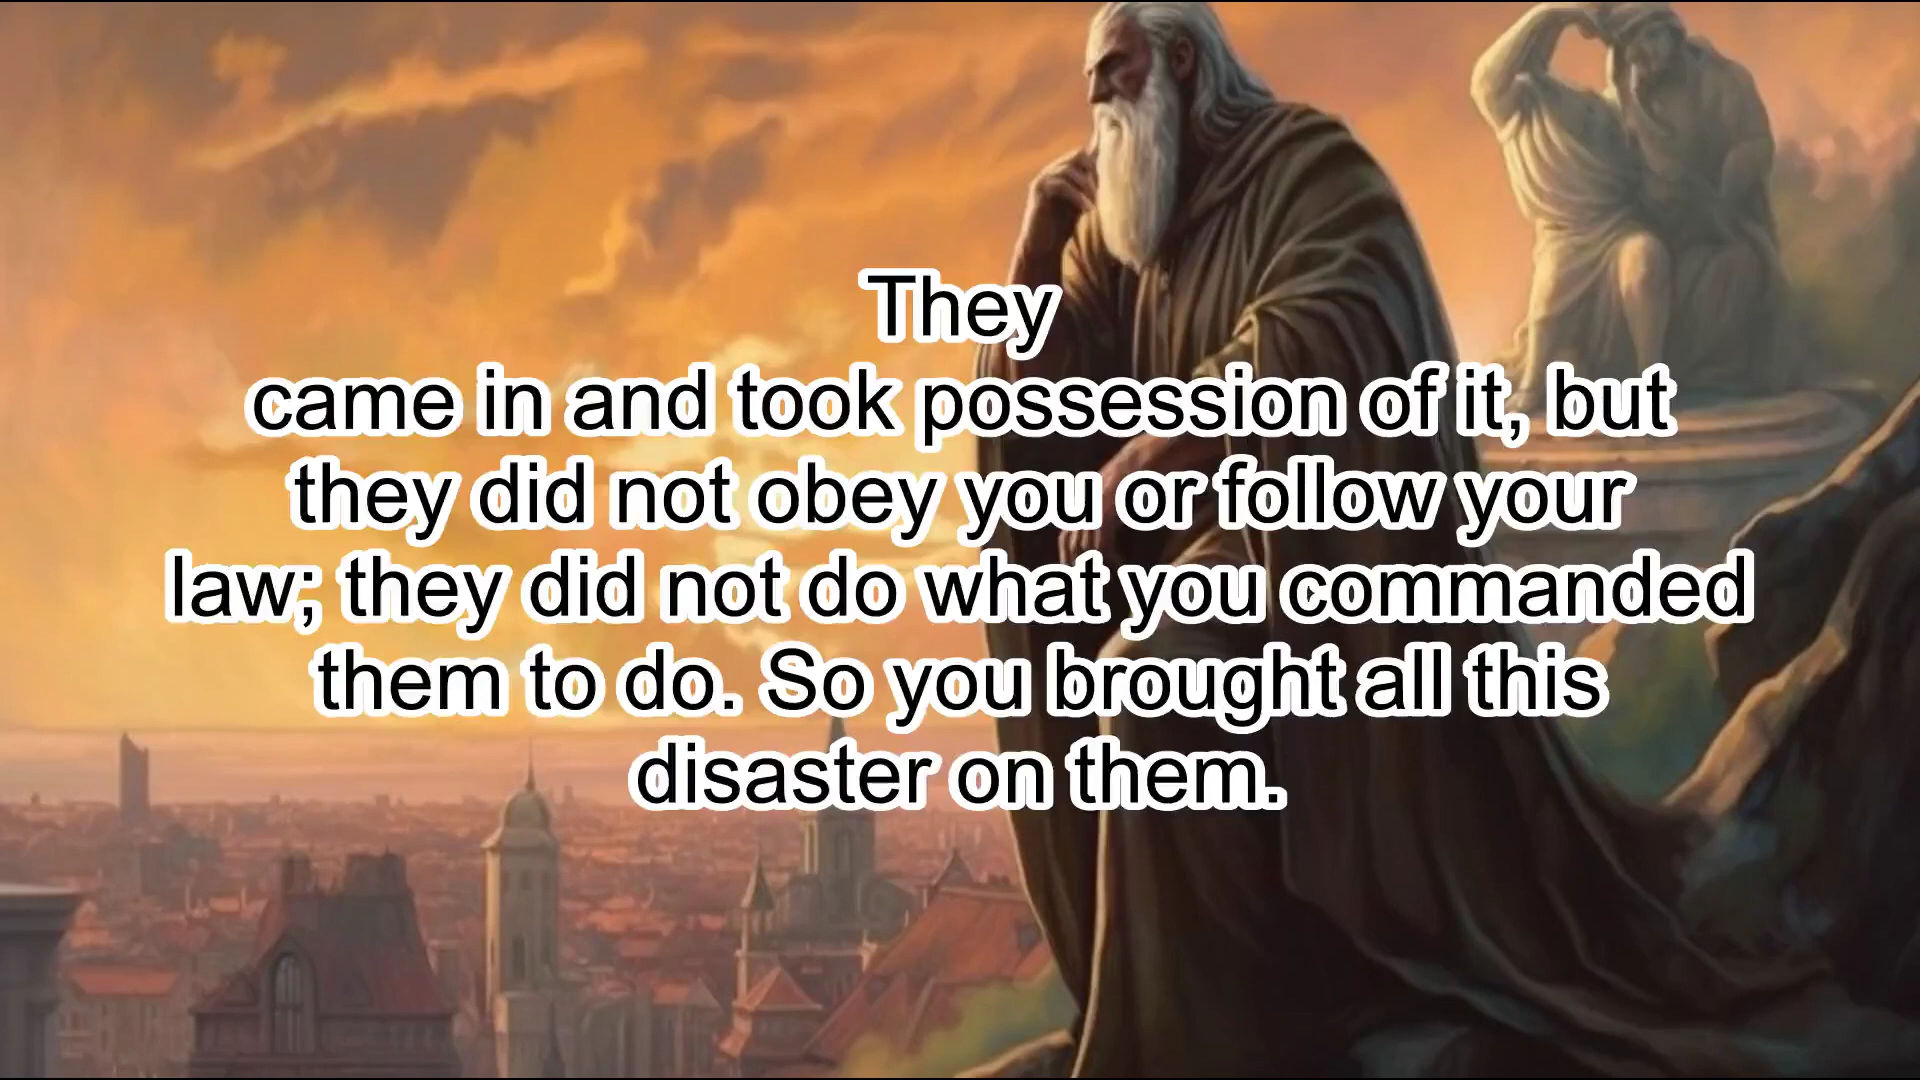 They
came in and took possession of it, but
they did not obey you or follow your
law; they did not do what you commanded
them to do. So you brought all this
disaster on them.